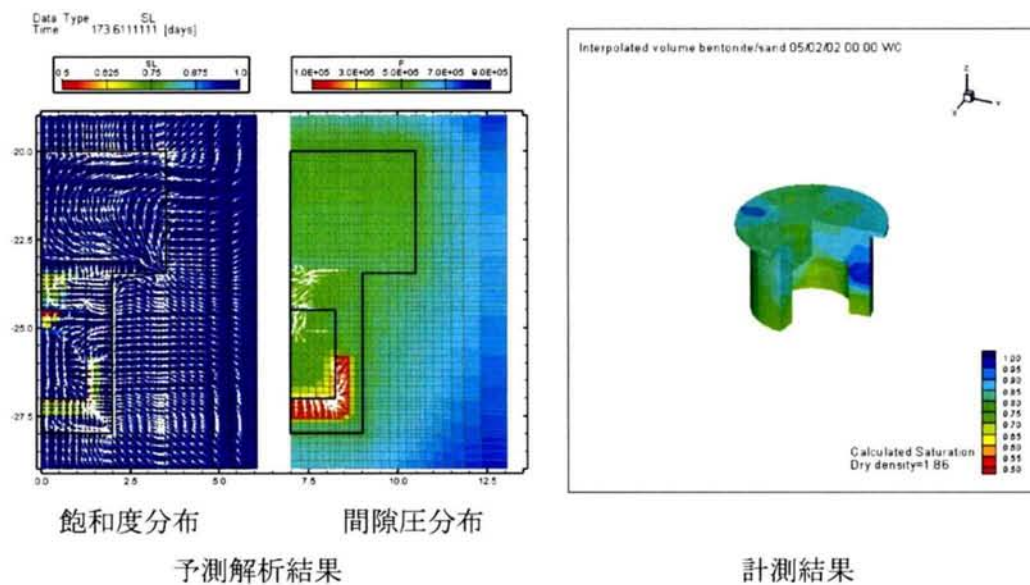 Data Type SL
Time 173.6111111 [days]
SL
0.5 0.625 0.75 0.875 1.0
P
1.0E+05 3.0E+05 5.0E+05 7.0E+05 9.0E+05
-20.0
-22.5
-25.0
-27.5
0.0 2.5 5.0 7.5 10.0 12.5
飽和度分布 間隙圧分布
予測解析結果
Interpolated volume bentonite/sand 05/02/02 00:00 WC
Z
X
Y
1.00
0.95
0.90
0.85
0.80
0.75
0.70
0.65
0.60
0.55
0.50
Calculated Saturation
Dry density=1.86
計測結果